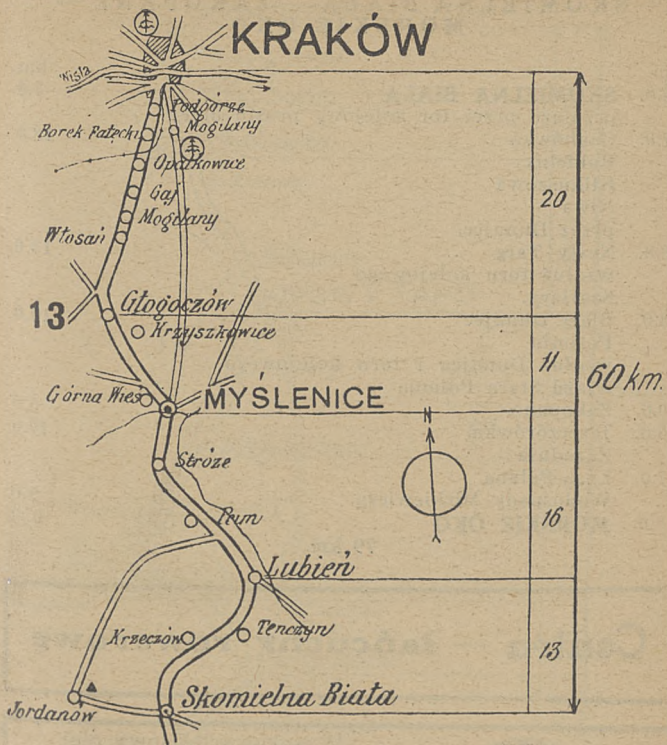 KRAKÓW
Wisła
Podgórze
Borek Fałęcki
Mogilany
Opatkowice
Gaj
20
Mogilany
Włosań
Głogoczów
13
Krzyszkowice
11
60 km.
Górna Wieś
MYŚLENICE
N
Stróże
Pcim
16
Lubień
Krzeczów
Tenczyn
13
Skomielna Biała
Jordanów